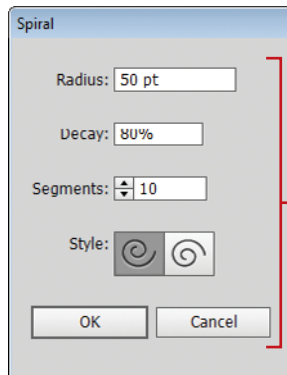 Spiral
Radius: 50 pt
Decay: 80%
Segments: 10
Style:
OK Cancel